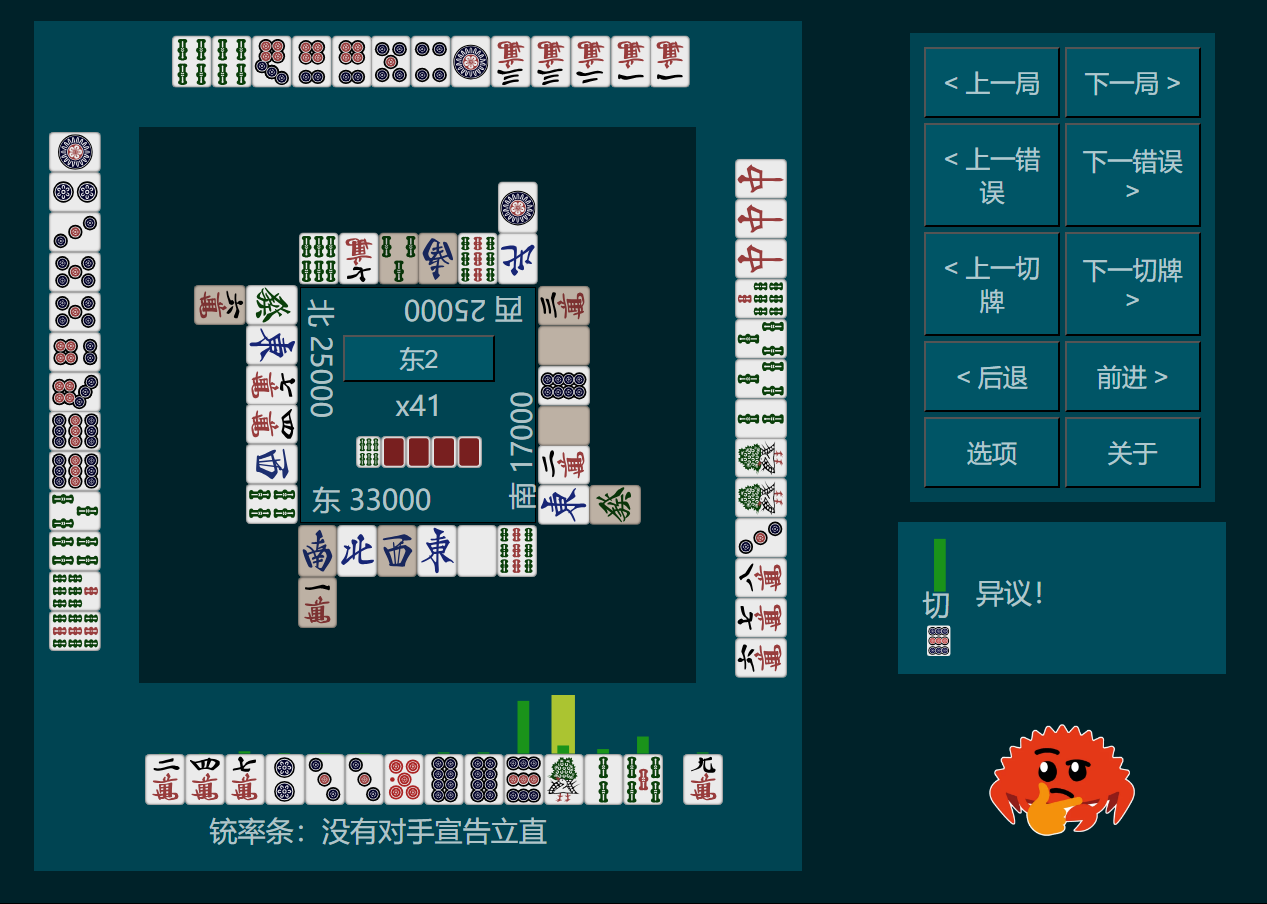 < 上一局
下一局 >
< 上一错
误
下一错误
>
< 上一切
牌
下一切牌
>
< 后退
前进 >
选项
关于
西 25000
北 25000
东2
x41
南 17000
东 33000
切
异议！
铳率条：没有对手宣告立直